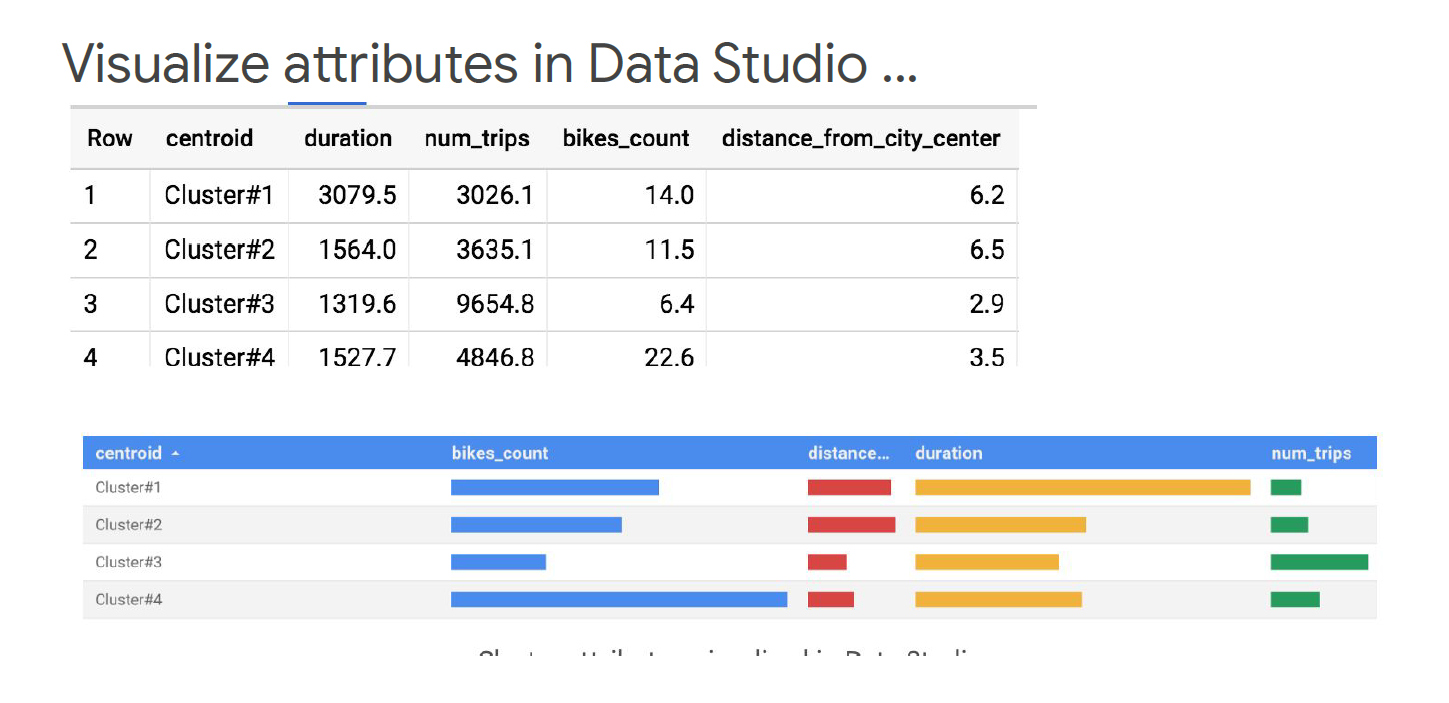 Visualize attributes in Data Studio ...
Row centroid duration num_trips bikes_count distance_from_city_center
1 Cluster#1 3079.5 3026.1 14.0 6.2
2 Cluster#2 1564.0 3635.1 11.5 6.5
3 Cluster#3 1319.6 9654.8 6.4 2.9
4 Cluster#4 1527.7 4846.8 22.6 3.5
centroid bikes_count distance... duration num_trips
Cluster#1
Cluster#2
Cluster#3
Cluster#4